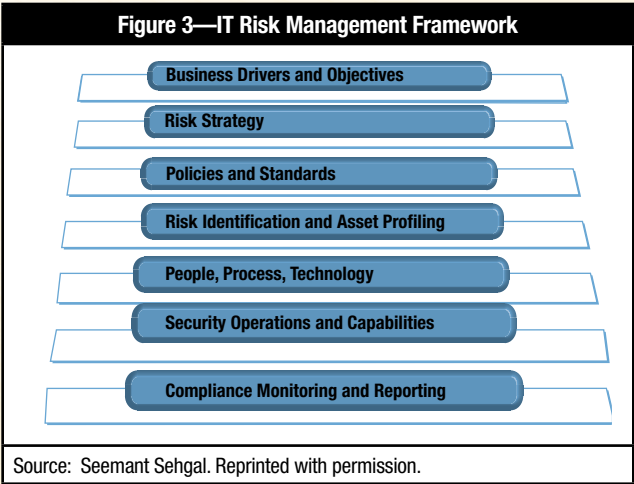 Figure 3—IT Risk Management Framework
Business Drivers and Objectives
Risk Strategy
Policies and Standards
Risk Identification and Asset Profiling
People, Process, Technology
Security Operations and Capabilities
Compliance Monitoring and Reporting
Source: Seemant Sehgal. Reprinted with permission.